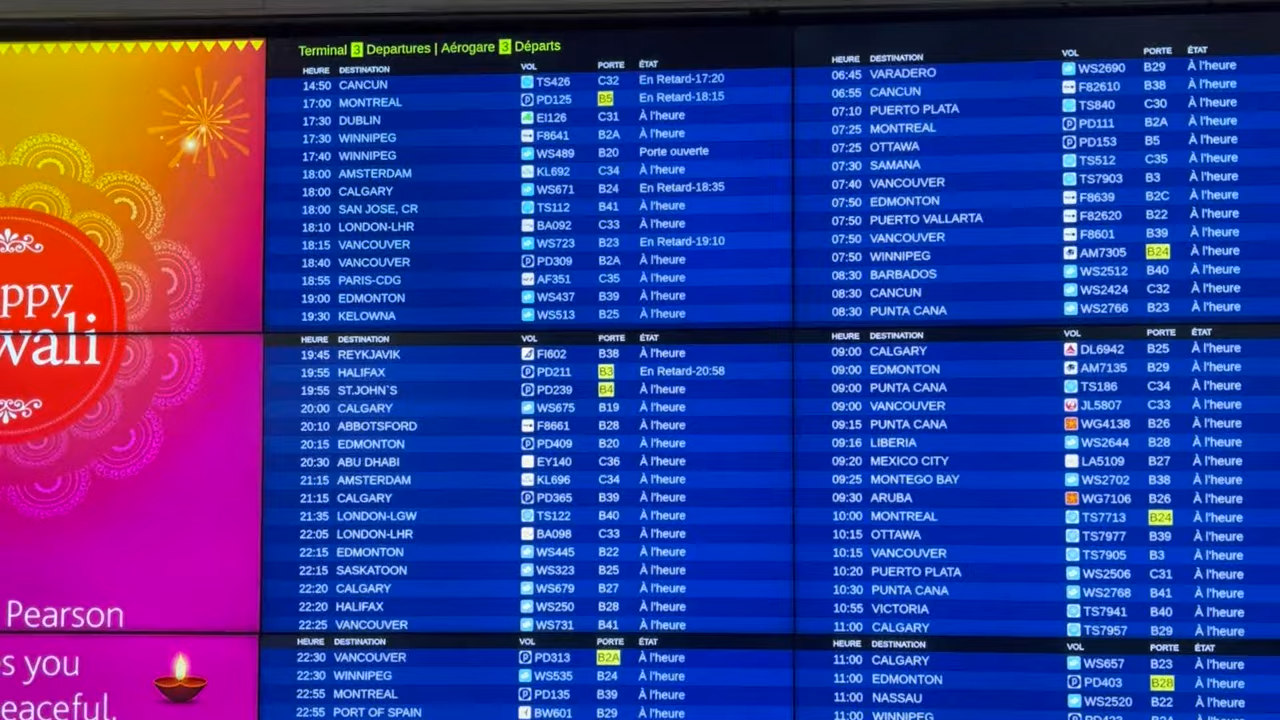 Terminal 3 Departures | Aérogare 3 Départs
HEURE DESTINATION VOL PORTE ÉTAT
14:50 CANCUN TS426 C32 En Retard-17:20
17:00 MONTREAL PD125 B5 En Retard-18:15
17:30 DUBLIN EI126 C31 À l'heure
17:30 WINNIPEG F8641 B2A À l'heure
17:40 WINNIPEG WS489 B20 Porte ouverte
18:00 AMSTERDAM KL692 C34 À l'heure
18:00 CALGARY WS671 B24 En Retard-18:35
18:00 SAN JOSE, CR TS112 B41 À l'heure
18:10 LONDON-LHR BA092 C33 À l'heure
18:15 VANCOUVER WS723 B23 En Retard-19:10
18:40 VANCOUVER PD309 B2A À l'heure
18:55 PARIS-CDG AF351 C35 À l'heure
19:00 EDMONTON WS437 B39 À l'heure
19:30 KELOWNA WS513 B25 À l'heure
HEURE DESTINATION VOL PORTE ÉTAT
19:45 REYKJAVIK FI602 B38 À l'heure
19:55 HALIFAX PD211 B3 En Retard-20:58
19:55 ST.JOHN`S PD239 B4 À l'heure
20:00 CALGARY WS675 B19 À l'heure
20:10 ABBOTSFORD F8661 B28 À l'heure
20:15 EDMONTON PD409 B20 À l'heure
20:30 ABU DHABI EY140 C36 À l'heure
21:15 AMSTERDAM KL696 C34 À l'heure
21:15 CALGARY PD365 B39 À l'heure
21:35 LONDON-LGW TS122 B40 À l'heure
22:05 LONDON-LHR BA098 C33 À l'heure
22:15 EDMONTON WS445 B22 À l'heure
22:15 SASKATOON WS323 B25 À l'heure
22:20 CALGARY WS679 B27 À l'heure
22:20 HALIFAX WS250 B28 À l'heure
22:25 VANCOUVER WS731 B41 À l'heure
HEURE DESTINATION VOL PORTE ÉTAT
22:30 VANCOUVER PD313 B2A À l'heure
22:30 WINNIPEG WS535 B24 À l'heure
22:55 MONTREAL PD135 B39 À l'heure
22:55 PORT OF SPAIN BW601 B29 À l'heure
HEURE DESTINATION VOL PORTE ÉTAT
06:45 VARADERO WS2690 B29 À l'heure
06:55 CANCUN F82610 B38 À l'heure
07:10 PUERTO PLATA TS840 C30 À l'heure
07:25 MONTREAL PD111 B2A À l'heure
07:25 OTTAWA PD153 B5 À l'heure
07:30 SAMANA TS512 C35 À l'heure
07:40 VANCOUVER TS7903 B3 À l'heure
07:50 EDMONTON F8639 B2C À l'heure
07:50 PUERTO VALLARTA F82620 B22 À l'heure
07:50 VANCOUVER F8601 B39 À l'heure
07:50 WINNIPEG AM7305 B24 À l'heure
08:30 BARBADOS WS2512 B40 À l'heure
08:30 CANCUN WS2424 C32 À l'heure
08:30 PUNTA CANA WS2766 B23 À l'heure
HEURE DESTINATION VOL PORTE ÉTAT
09:00 CALGARY DL6942 B25 À l'heure
09:00 EDMONTON AM7135 B29 À l'heure
09:00 PUNTA CANA TS186 C34 À l'heure
09:00 VANCOUVER JL5807 C33 À l'heure
09:15 PUNTA CANA WG4138 B26 À l'heure
09:16 LIBERIA WS2644 B28 À l'heure
09:20 MEXICO CITY LA5109 B27 À l'heure
09:25 MONTEGO BAY WS2702 B38 À l'heure
09:30 ARUBA WG7106 B26 À l'heure
10:00 MONTREAL TS7713 B24 À l'heure
10:15 OTTAWA TS7977 B39 À l'heure
10:15 VANCOUVER TS7905 B3 À l'heure
10:20 PUERTO PLATA WS2506 C31 À l'heure
10:30 PUNTA CANA WS2768 B41 À l'heure
10:55 VICTORIA TS7941 B40 À l'heure
11:00 CALGARY TS7957 B29 À l'heure
HEURE DESTINATION VOL PORTE ÉTAT
11:00 CALGARY WS657 B23 À l'heure
11:00 EDMONTON PD403 B28 À l'heure
11:00 NASSAU WS2520 B22 À l'heure
11:00 WINNIPEG À l'heure
ppy
wali
Pearson
s you
eaceful.